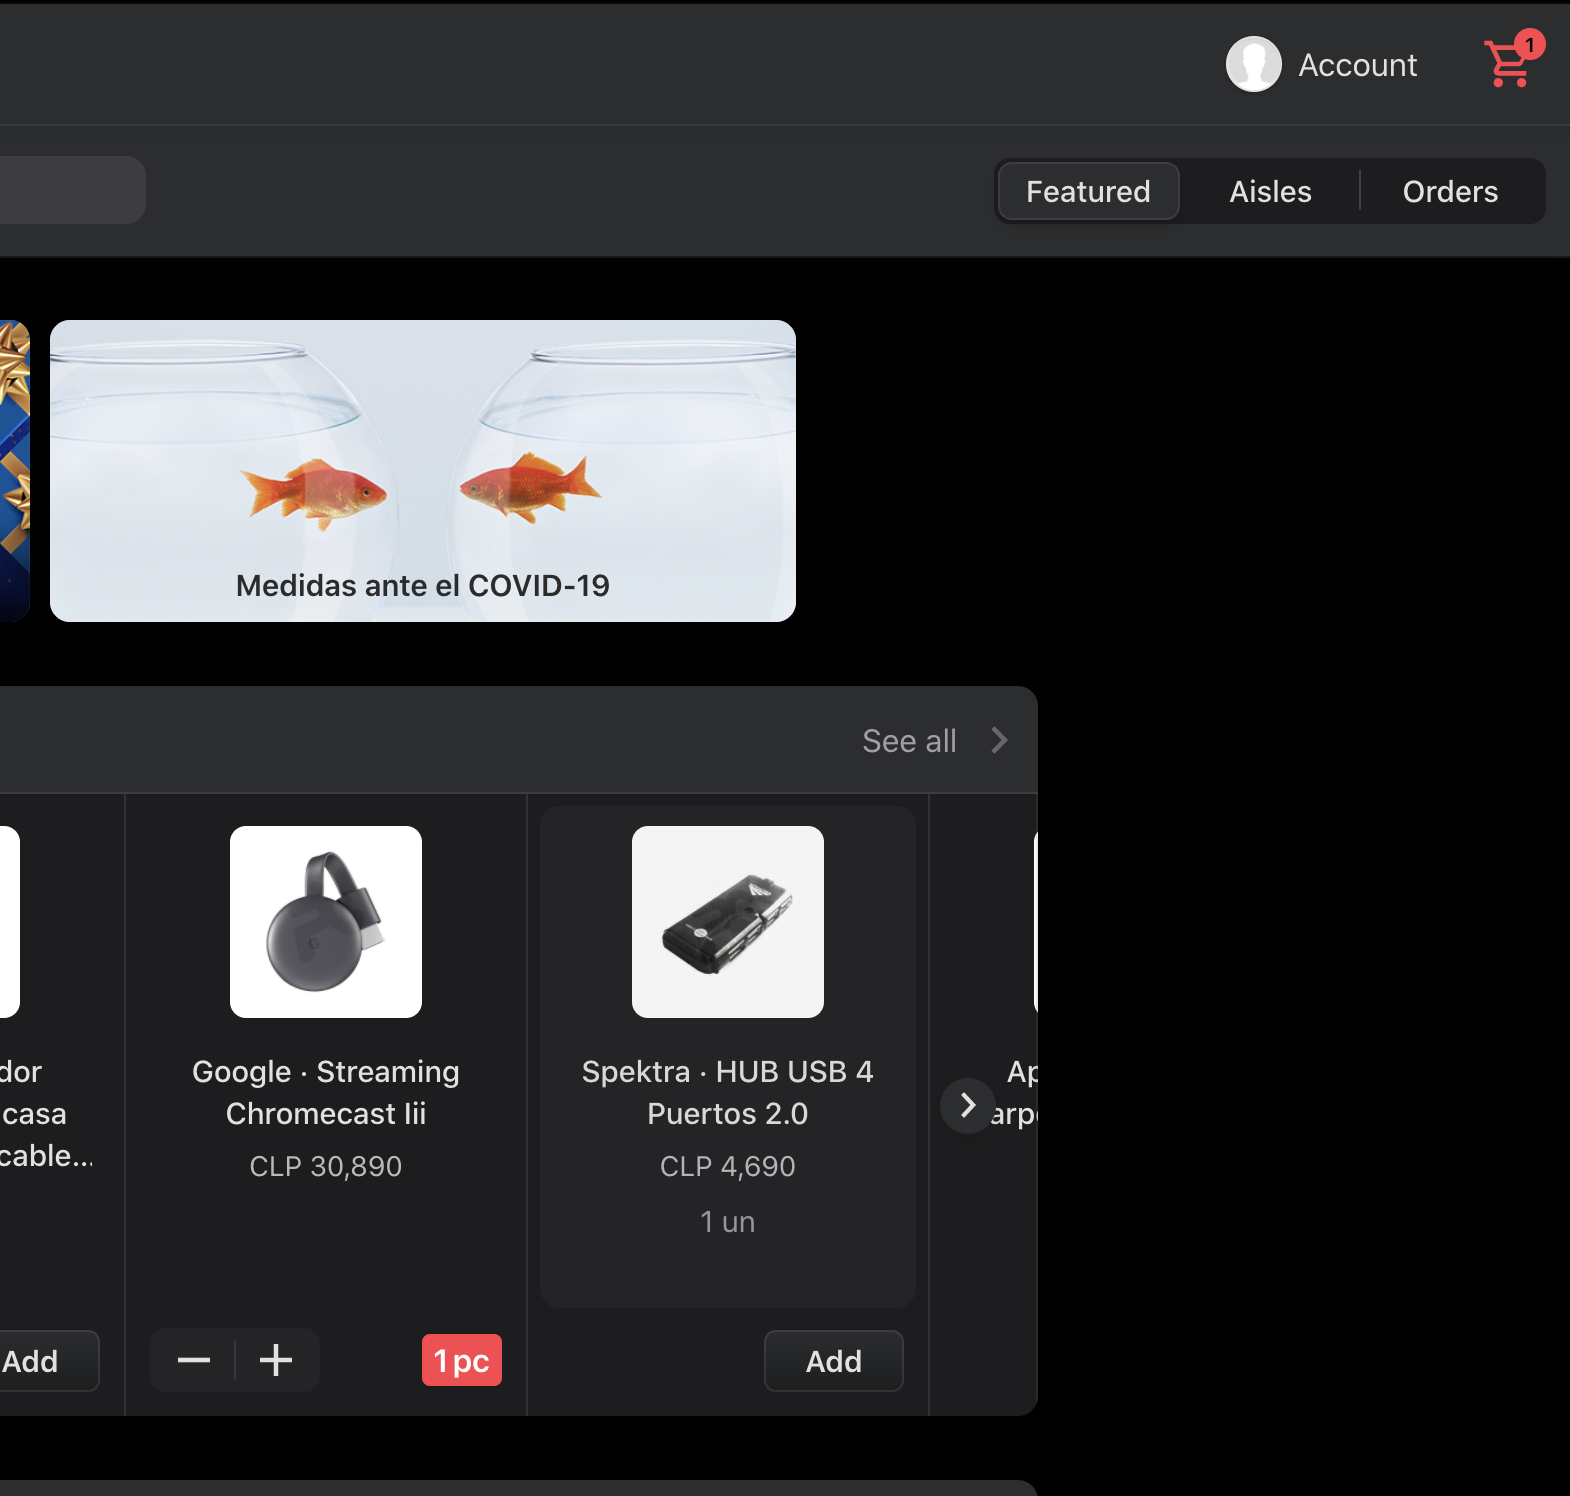 Account
1
Featured
Aisles
Orders
Medidas ante el COVID-19
See all
dor
casa
cable...
Google · Streaming
Chromecast Iii
CLP 30,890
Spektra · HUB USB 4
Puertos 2.0
CLP 4,690
1 un
Ap
arp
Add
1 pc
Add